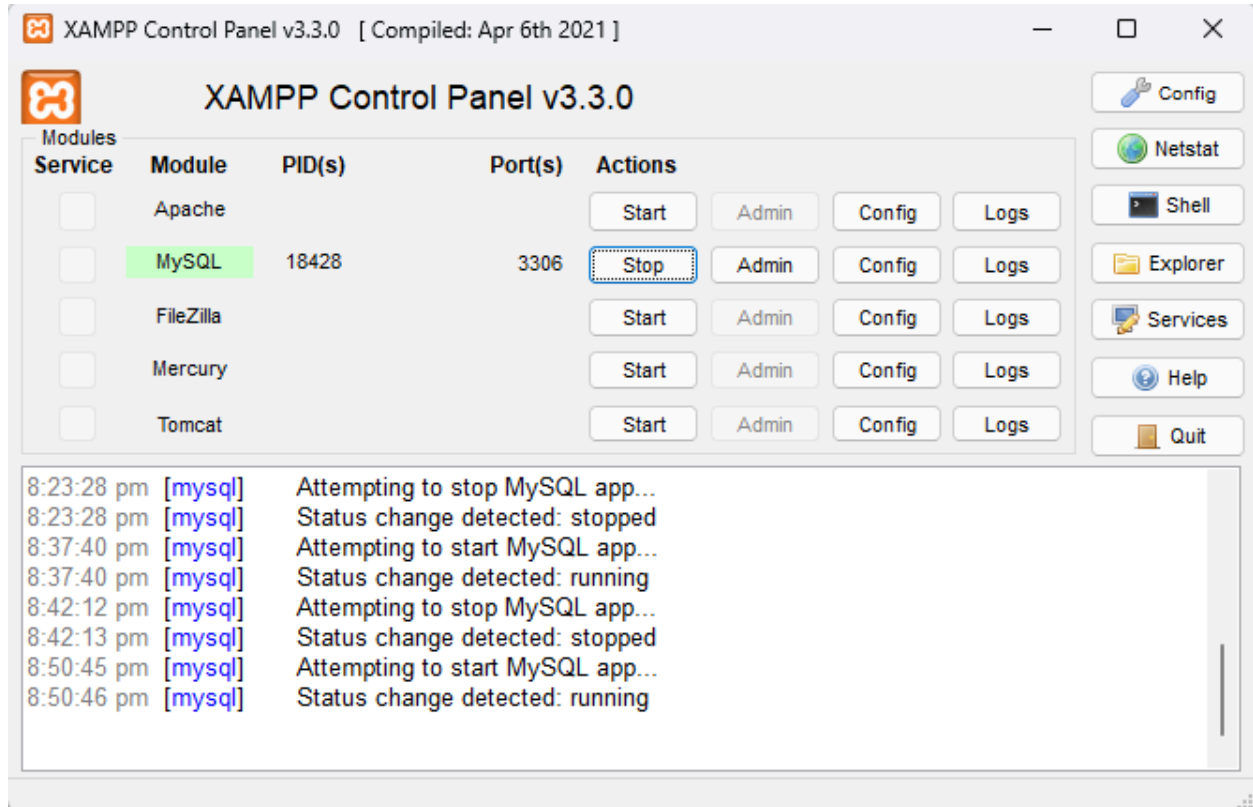 XAMPP Control Panel v3.3.0 [ Compiled: Apr 6th 2021 ]
XAMPP Control Panel v3.3.0
Config
Modules
Netstat
Service Module PID(s) Port(s) Actions
Apache Start Admin Config Logs
Shell
MySQL 18428 3306 Stop Admin Config Logs
Explorer
FileZilla Start Admin Config Logs
Services
Mercury Start Admin Config Logs
Help
Tomcat Start Admin Config Logs
Quit
8:23:28 pm [mysql] Attempting to stop MySQL app...
8:23:28 pm [mysql] Status change detected: stopped
8:37:40 pm [mysql] Attempting to start MySQL app...
8:37:40 pm [mysql] Status change detected: running
8:42:12 pm [mysql] Attempting to stop MySQL app...
8:42:13 pm [mysql] Status change detected: stopped
8:50:45 pm [mysql] Attempting to start MySQL app...
8:50:46 pm [mysql] Status change detected: running